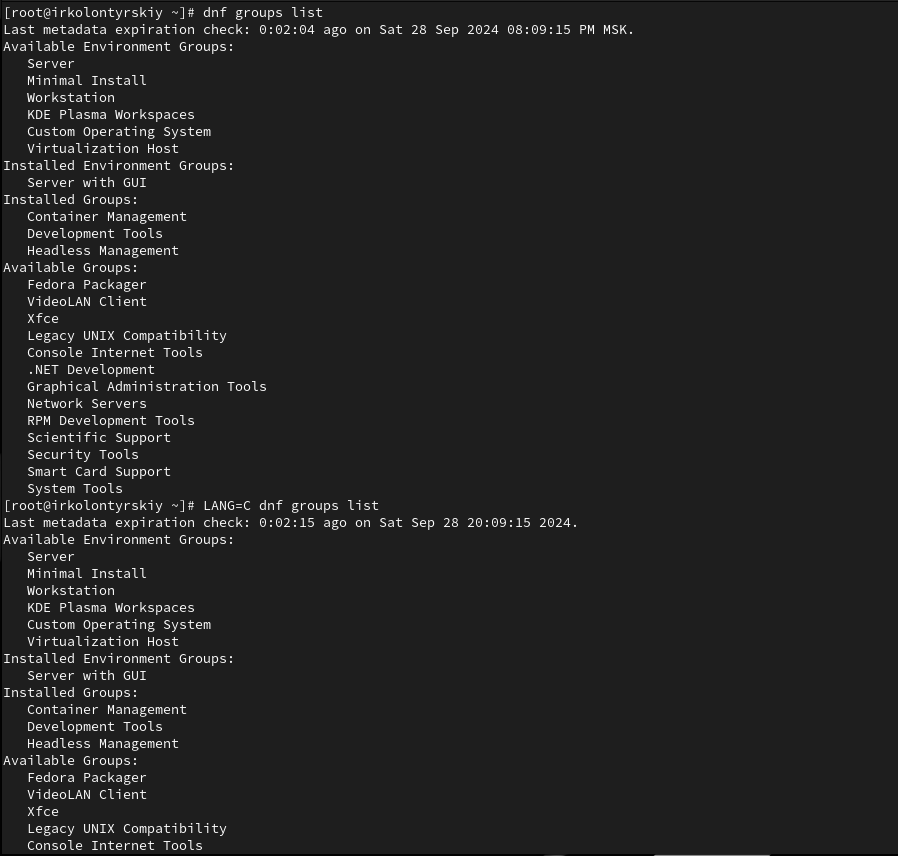 [root@irkolontyrskiy ~]# dnf groups list
Last metadata expiration check: 0:02:04 ago on Sat 28 Sep 2024 08:09:15 PM MSK.
Available Environment Groups:
   Server
   Minimal Install
   Workstation
   KDE Plasma Workspaces
   Custom Operating System
   Virtualization Host
Installed Environment Groups:
   Server with GUI
Installed Groups:
   Container Management
   Development Tools
   Headless Management
Available Groups:
   Fedora Packager
   VideoLAN Client
   Xfce
   Legacy UNIX Compatibility
   Console Internet Tools
   .NET Development
   Graphical Administration Tools
   Network Servers
   RPM Development Tools
   Scientific Support
   Security Tools
   Smart Card Support
   System Tools
[root@irkolontyrskiy ~]# LANG=C dnf groups list
Last metadata expiration check: 0:02:15 ago on Sat Sep 28 20:09:15 2024.
Available Environment Groups:
   Server
   Minimal Install
   Workstation
   KDE Plasma Workspaces
   Custom Operating System
   Virtualization Host
Installed Environment Groups:
   Server with GUI
Installed Groups:
   Container Management
   Development Tools
   Headless Management
Available Groups:
   Fedora Packager
   VideoLAN Client
   Xfce
   Legacy UNIX Compatibility
   Console Internet Tools